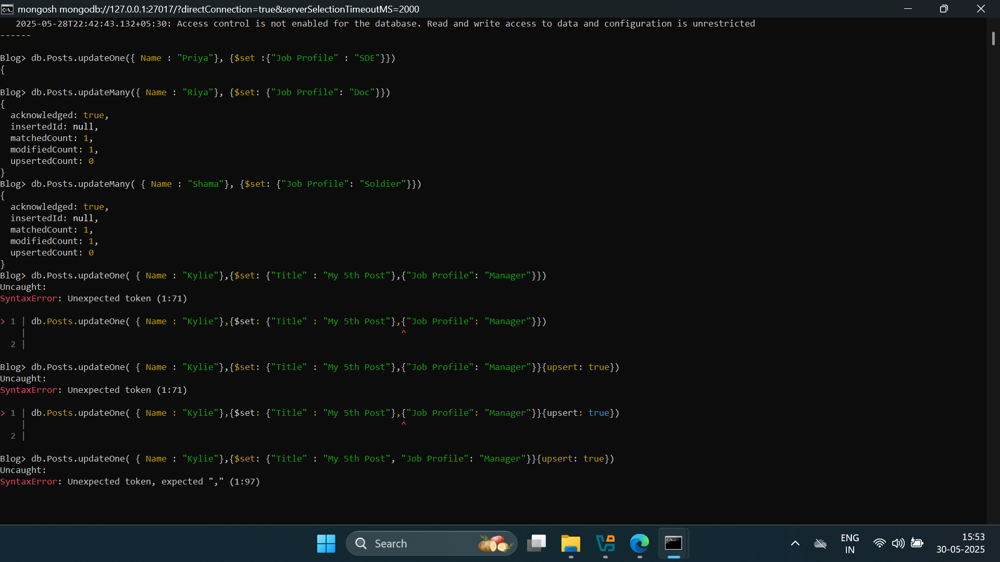 mongosh mongodb://127.0.0.1:27017/?directConnection=true&serverSelectionTimeoutMS=2000
2025-05-28T22:42:43.132+05:30: Access control is not enabled for the database. Read and write access to data and configuration is unrestricted
------
Blog> db.Posts.updateOne({ Name : "Priya"}, {$set :{"Job Profile" : "SDE"}})
{
Blog> db.Posts.updateMany({ Name : "Riya"}, {$set: {"Job Profile": "Doc"}})
{
  acknowledged: true,
  insertedId: null,
  matchedCount: 1,
  modifiedCount: 1,
  upsertedCount: 0
}
Blog> db.Posts.updateMany( { Name : "Shama"}, {$set: {"Job Profile": "Soldier"}})
{
  acknowledged: true,
  insertedId: null,
  matchedCount: 1,
  modifiedCount: 1,
  upsertedCount: 0
}
Blog> db.Posts.updateOne( { Name : "Kylie"},{$set: {"Title" : "My 5th Post"},{"Job Profile": "Manager"}})
Uncaught:
SyntaxError: Unexpected token (1:71)
> 1 | db.Posts.updateOne( { Name : "Kylie"},{$set: {"Title" : "My 5th Post"},{"Job Profile": "Manager"}})
    |                                                                        ^
  2 |
Blog> db.Posts.updateOne( { Name : "Kylie"},{$set: {"Title" : "My 5th Post"},{"Job Profile": "Manager"}}{upsert: true})
Uncaught:
SyntaxError: Unexpected token (1:71)
> 1 | db.Posts.updateOne( { Name : "Kylie"},{$set: {"Title" : "My 5th Post"},{"Job Profile": "Manager"}}{upsert: true})
    |                                                                        ^
  2 |
Blog> db.Posts.updateOne( { Name : "Kylie"},{$set: {"Title" : "My 5th Post", "Job Profile": "Manager"}}{upsert: true})
Uncaught:
SyntaxError: Unexpected token, expected "," (1:97)
Search
ENG
IN
15:53
30-05-2025